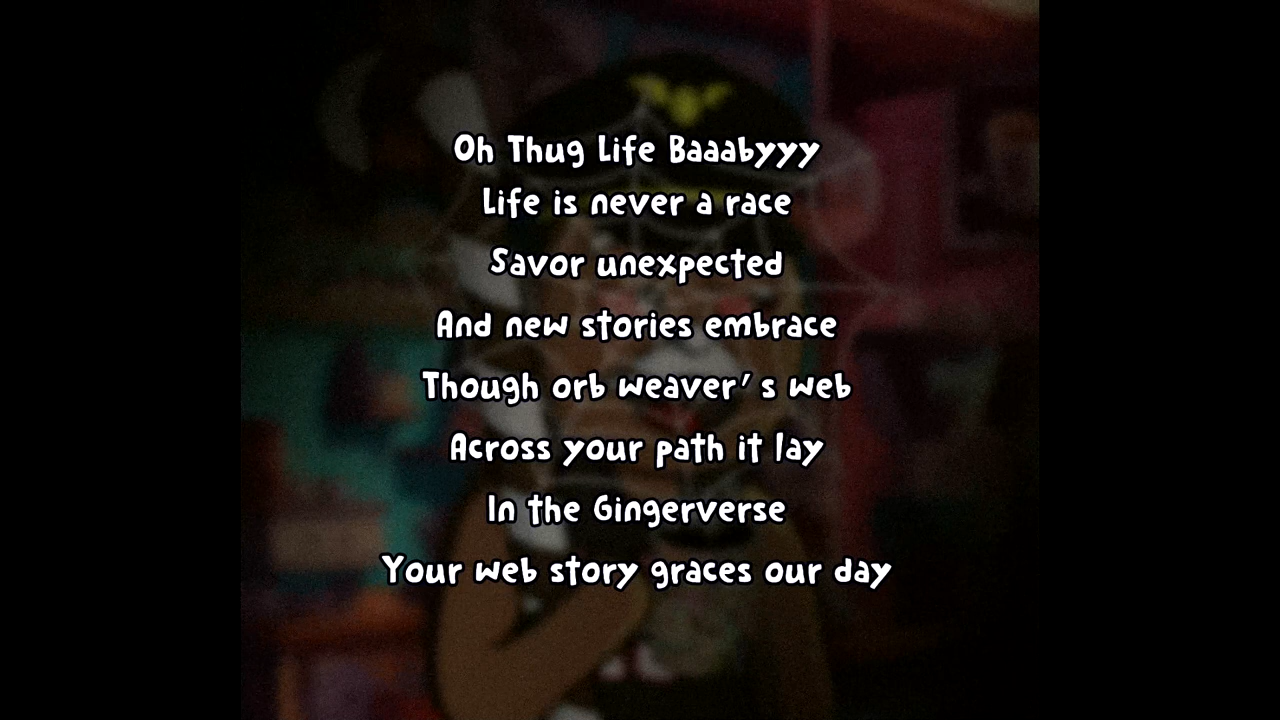 Oh Thug Life Baaabyyy
Life is never a race
Savor unexpected
And new stories embrace
Though orb weaver's web
Across your path it lay
In the Gingerverse
Your web story graces our day